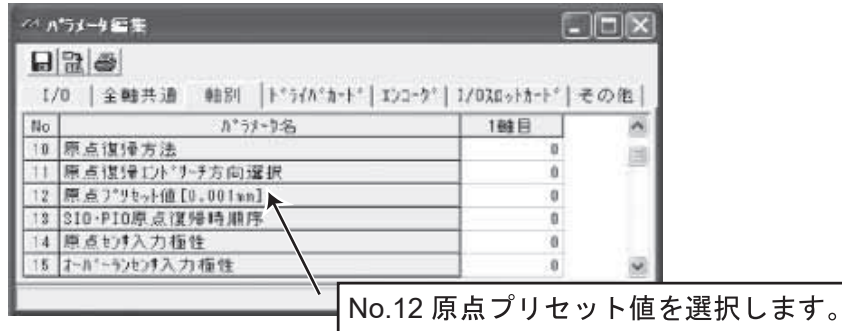 パラメータ編集
I/O 全軸共通 軸別 ドライバカード エンコーダ I/Oスロットカード その他
No パラメータ名 1軸目
10 原点復帰方法 0
11 原点復帰エンドサーチ方向選択 0
12 原点プリセット値[0.001mm] 0
13 SIO・PIO原点復帰時順序 0
14 原点センサ入力極性 0
15 オーバーランセンサ入力極性 0
No.12 原点プリセット値を選択します。